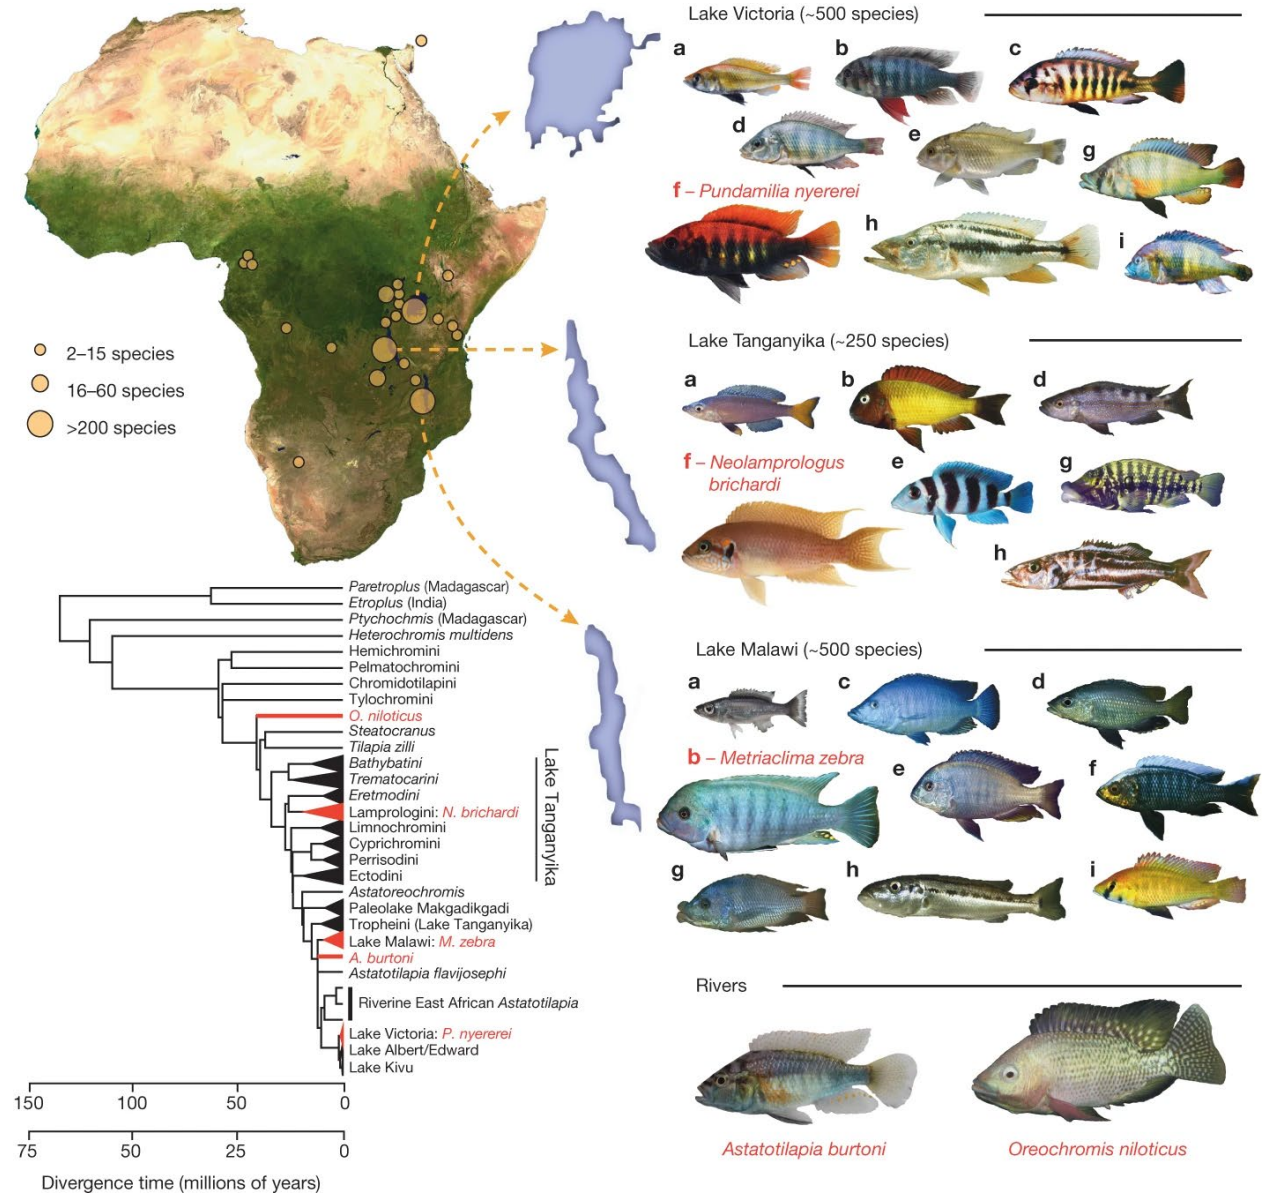 Lake Victoria (~500 species)
a
b
c
d
e
g
f – Pundamilia nyererei
h
i
2–15 species
16–60 species
>200 species
Lake Tanganyika (~250 species)
a
b
d
f – Neolamprologus
brichardi
e
g
h
Paretroplus (Madagascar)
Etroplus (India)
Ptychochmis (Madagascar)
Heterochromis multidens
Hemichromini
Pelmatochromini
Chromidotilapini
Tylochromini
O. niloticus
Steatocranus
Tilapia zilli
Bathybatini
Trematocarini
Eretmodini
Lamprologini: N. brichardi
Limnochromini
Cyprichromini
Perrisodini
Ectodini
Lake Tanganyika
Astatoreochromis
Paleolake Makgadikgadi
Tropheini (Lake Tanganyika)
Lake Malawi: M. zebra
A. burtoni
Astatotilapia flavijosephi
Riverine East African Astatotilapia
Lake Victoria: P. nyererei
Lake Albert/Edward
Lake Kivu
150 100 50 0
75 50 25 0
Divergence time (millions of years)
Lake Malawi (~500 species)
a
c
d
b – Metriaclima zebra
e
f
g
h
i
Rivers
Astatotilapia burtoni
Oreochromis niloticus